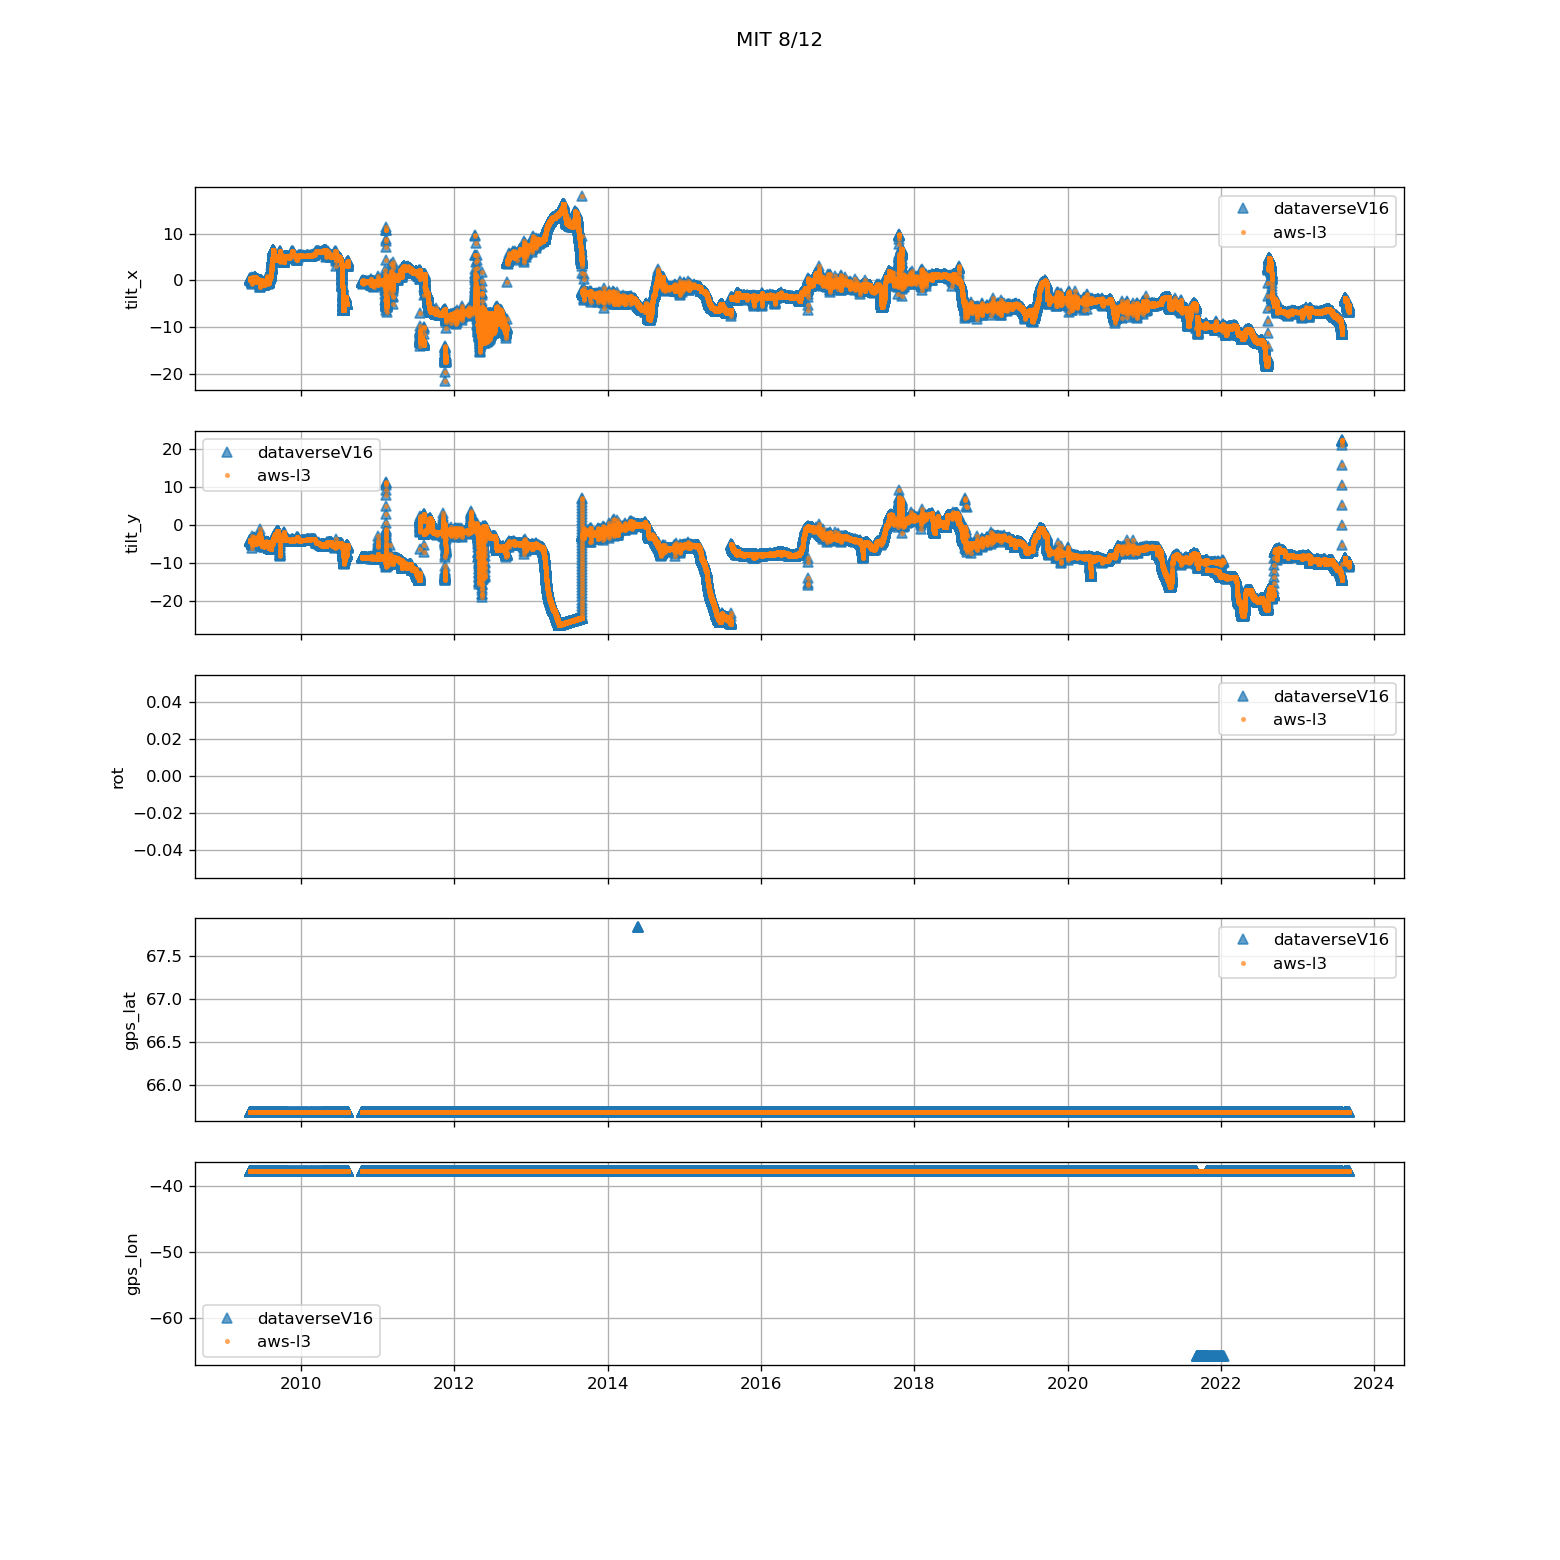 MIT 8/12
tilt_x
10
0
−10
−20
dataverseV16
aws-l3
tilt_y
20
10
0
−10
−20
dataverseV16
aws-l3
rot
0.04
0.02
0.00
−0.02
−0.04
dataverseV16
aws-l3
gps_lat
67.5
67.0
66.5
66.0
dataverseV16
aws-l3
gps_lon
−40
−50
−60
dataverseV16
aws-l3
2010 2012 2014 2016 2018 2020 2022 2024